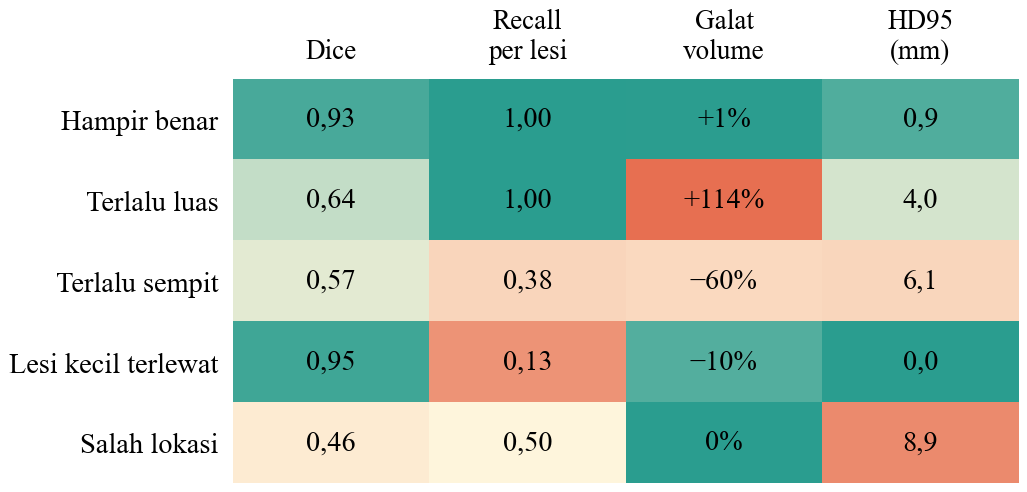 Dice Recall per lesi Galat volume HD95 (mm)
Hampir benar 0,93 1,00 +1% 0,9
Terlalu luas 0,64 1,00 +114% 4,0
Terlalu sempit 0,57 0,38 −60% 6,1
Lesi kecil terlewat 0,95 0,13 −10% 0,0
Salah lokasi 0,46 0,50 0% 8,9